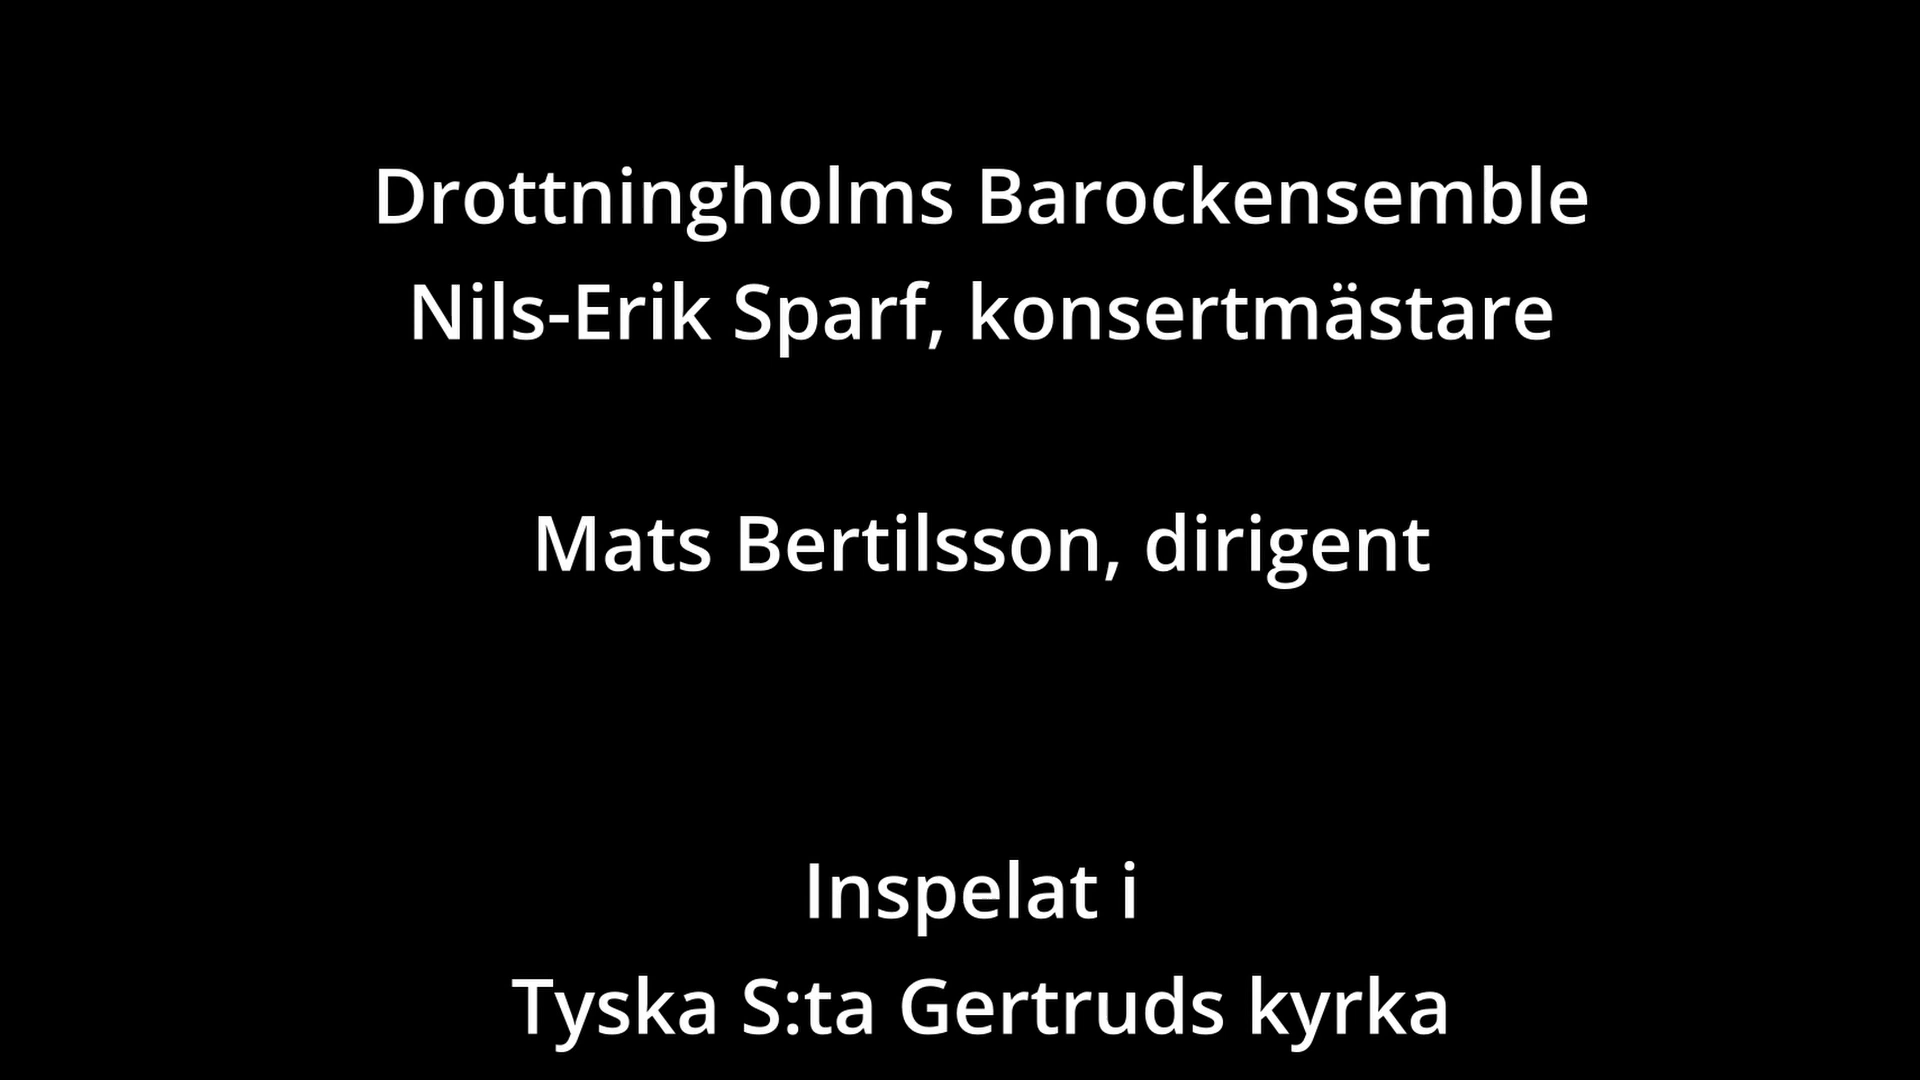 Drottningholms Barockensemble
Nils-Erik Sparf, konsertmästare
Mats Bertilsson, dirigent
Inspelat i
Tyska S:ta Gertruds kyrka